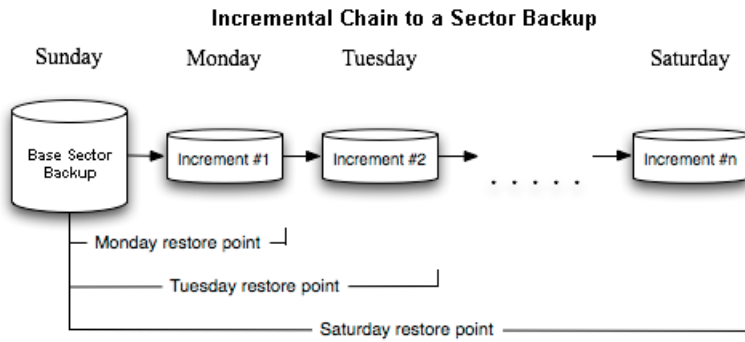 Incremental Chain to a Sector Backup
Sunday Monday Tuesday Saturday
Base Sector
Backup
Increment #1 Increment #2 . . . . . Increment #n
Monday restore point
Tuesday restore point
Saturday restore point